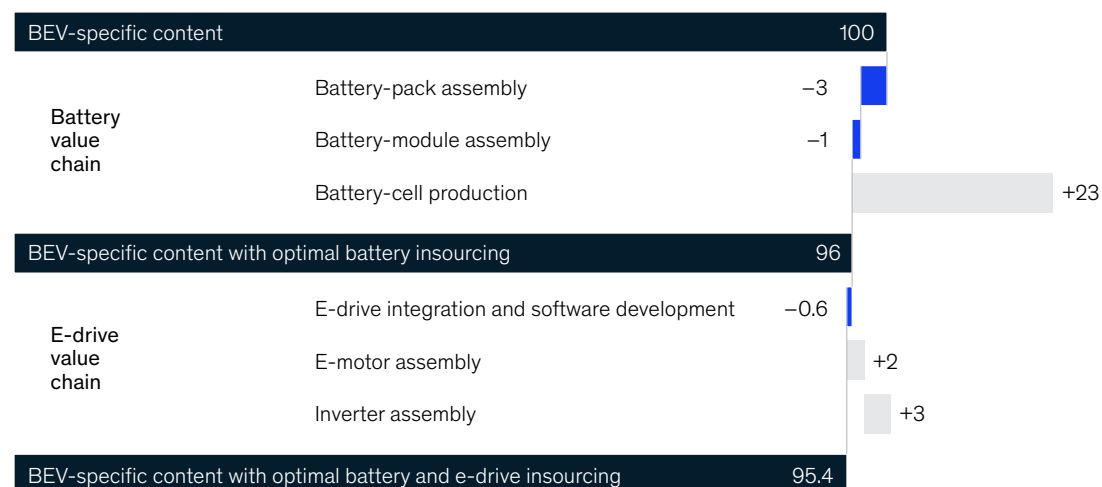 BEV-specific content 100
Battery-pack assembly –3
Battery
value
chain
Battery-module assembly –1
Battery-cell production +23
BEV-specific content with optimal battery insourcing 96
E-drive integration and software development –0.6
E-drive
value
chain
E-motor assembly +2
Inverter assembly +3
BEV-specific content with optimal battery and e-drive insourcing 95.4